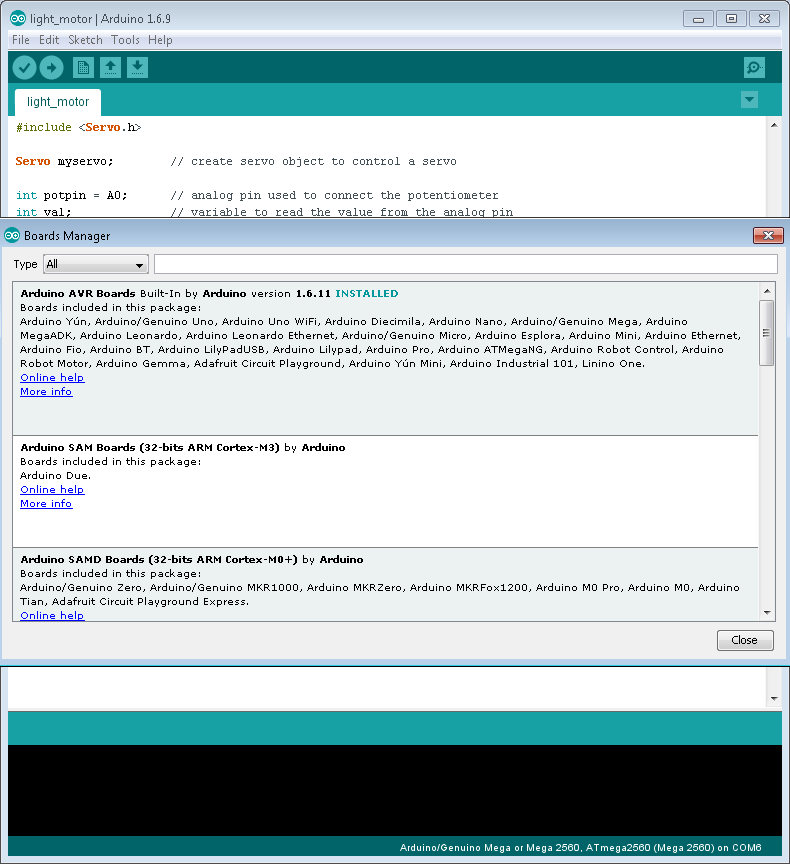 light_motor | Arduino 1.6.9
File Edit Sketch Tools Help
light_motor
#include <Servo.h>
Servo myservo; // create servo object to control a servo
int potpin = A0; // analog pin used to connect the potentiometer
int val; // variable to read the value from the analog pin
Boards Manager
Type All
Arduino AVR Boards Built-In by Arduino version 1.6.11 INSTALLED
Boards included in this package:
Arduino Yún, Arduino/Genuino Uno, Arduino Uno WiFi, Arduino Diecimila, Arduino Nano, Arduino/Genuino Mega, Arduino
MegaADK, Arduino Leonardo, Arduino Leonardo Ethernet, Arduino/Genuino Micro, Arduino Esplora, Arduino Mini, Arduino Ethernet,
Arduino Fio, Arduino BT, Arduino LilyPadUSB, Arduino Lilypad, Arduino Pro, Arduino ATMegaNG, Arduino Robot Control, Arduino
Robot Motor, Arduino Gemma, Adafruit Circuit Playground, Arduino Yún Mini, Arduino Industrial 101, Linino One.
Online help
More info
Arduino SAM Boards (32-bits ARM Cortex-M3) by Arduino
Boards included in this package:
Arduino Due.
Online help
More info
Arduino SAMD Boards (32-bits ARM Cortex-M0+) by Arduino
Boards included in this package:
Arduino/Genuino Zero, Arduino/Genuino MKR1000, Arduino MKRZero, Arduino MKRFox1200, Arduino M0 Pro, Arduino M0, Arduino
Tian, Adafruit Circuit Playground Express.
Online help
Close
Arduino/Genuino Mega or Mega 2560, ATmega2560 (Mega 2560) on COM6